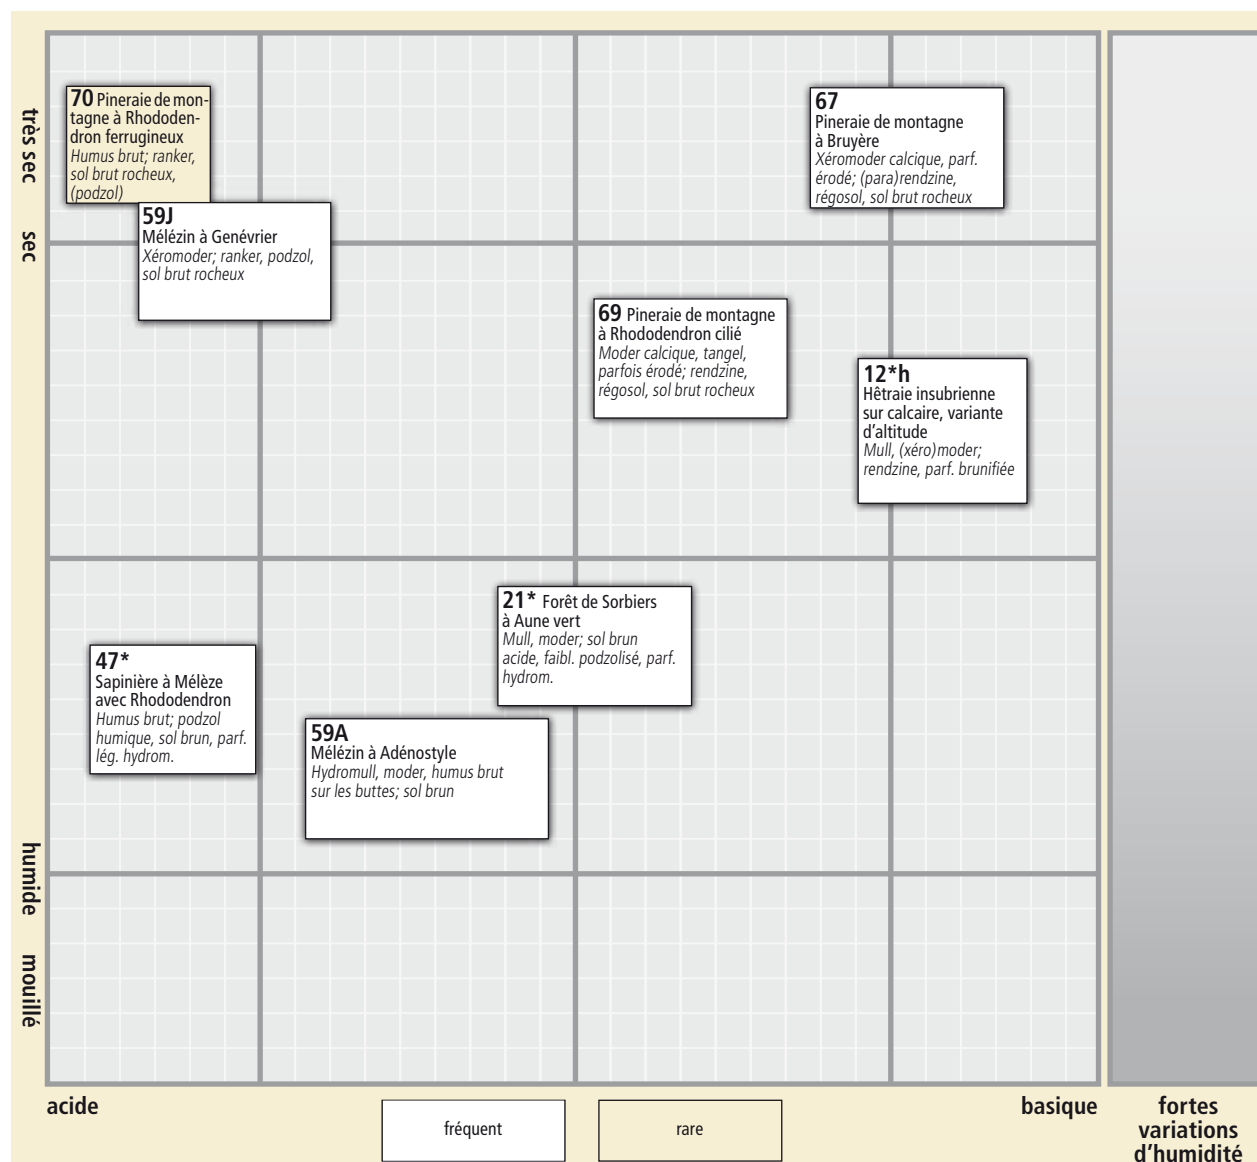 très sec
sec
humide
mouillé
70 Pineraie de mon-
tagne à Rhododen-
dron ferrugineux
Humus brut; ranker,
sol brut rocheux,
(podzol)
59J
Mélézin à Genévrier
Xéromoder; ranker, podzol,
sol brut rocheux
67
Pineraie de montagne
à Bruyère
Xéromoder calcique, parf.
érodé; (para)rendzine,
régosol, sol brut rocheux
69 Pineraie de montagne
à Rhododendron cilié
Moder calcique, tangel,
parfois érodé; rendzine,
régosol, sol brut rocheux
12*h
Hêtraie insubrienne
sur calcaire, variante
d'altitude
Mull, (xéro)moder;
rendzine, parf. brunifiée
21* Forêt de Sorbiers
à Aune vert
Mull, moder; sol brun
acide, faibl. podzolisé, parf.
hydrom.
47*
Sapinière à Mélèze
avec Rhododendron
Humus brut; podzol
humique, sol brun, parf.
lég. hydrom.
59A
Mélézin à Adénostyle
Hydromull, moder, humus brut
sur les buttes; sol brun
acide
basique
fortes
variations
d'humidité
fréquent
rare